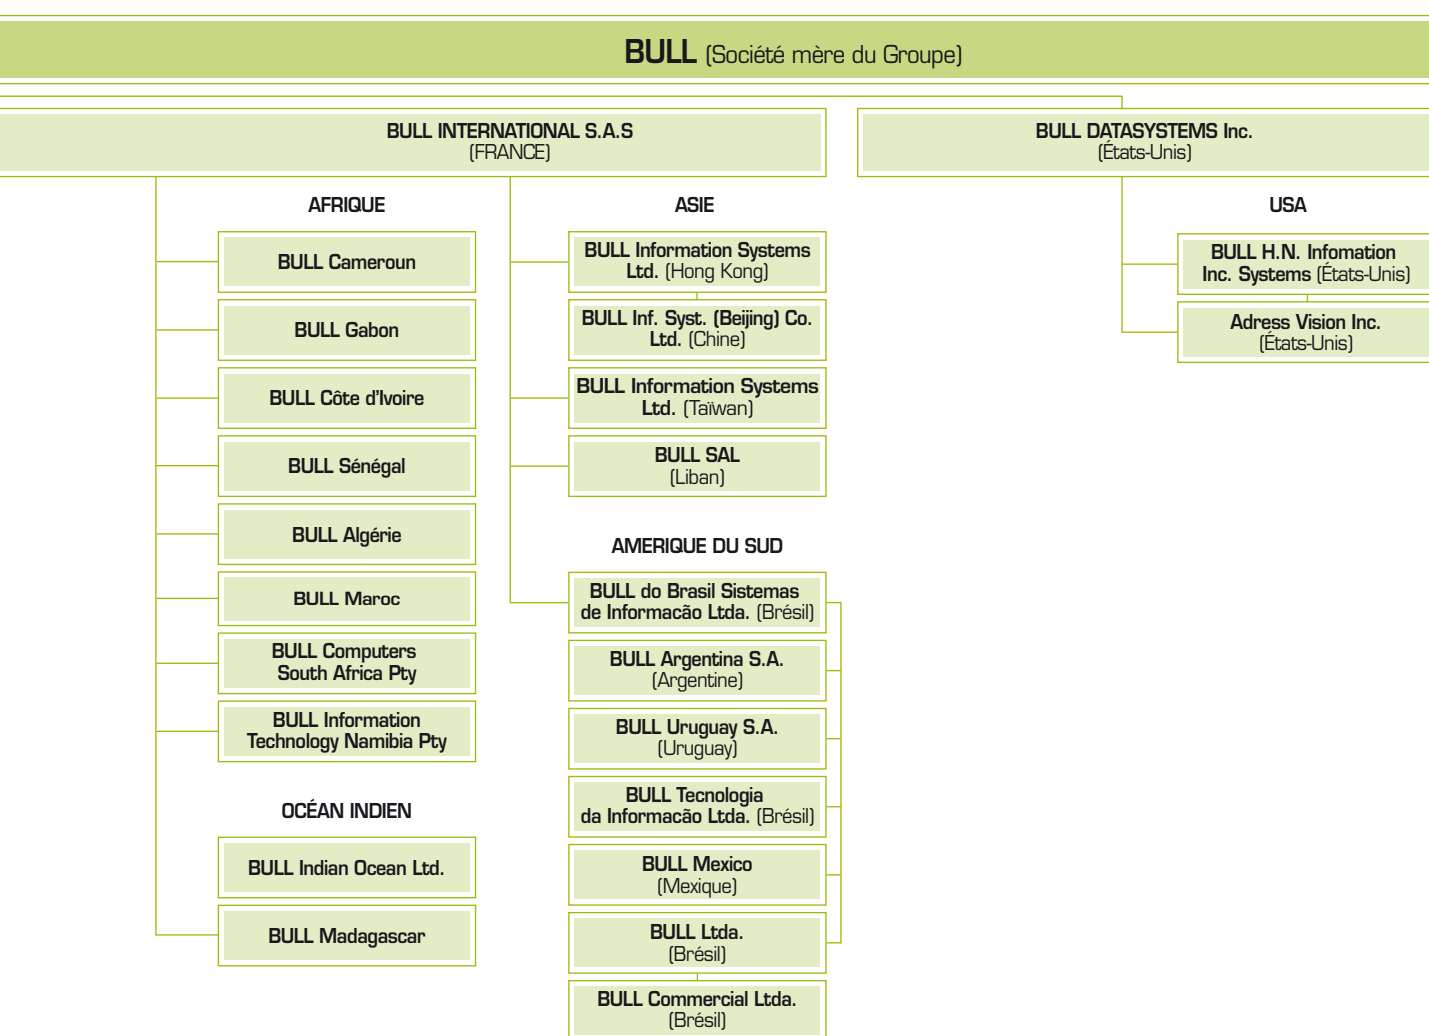 BULL (Société mère du Groupe)
BULL INTERNATIONAL S.A.S
(FRANCE)
BULL DATASYSTEMS Inc.
(États-Unis)
AFRIQUE
BULL Cameroun
BULL Gabon
BULL Côte d'Ivoire
BULL Sénégal
BULL Algérie
BULL Maroc
BULL Computers
South Africa Pty
BULL Information
Technology Namibia Pty
OCÉAN INDIEN
BULL Indian Ocean Ltd.
BULL Madagascar
ASIE
BULL Information Systems
Ltd. (Hong Kong)
BULL Inf. Syst. (Beijing) Co.
Ltd. (Chine)
BULL Information Systems
Ltd. (Taïwan)
BULL SAL
(Liban)
AMERIQUE DU SUD
BULL do Brasil Sistemas
de Informacão Ltda. (Brésil)
BULL Argentina S.A.
(Argentine)
BULL Uruguay S.A.
(Uruguay)
BULL Tecnologia
da Informacão Ltda. (Brésil)
BULL Mexico
(Mexique)
BULL Ltda.
(Brésil)
BULL Commercial Ltda.
(Brésil)
USA
BULL H.N. Infomation
Inc. Systems (États-Unis)
Adress Vision Inc.
(États-Unis)